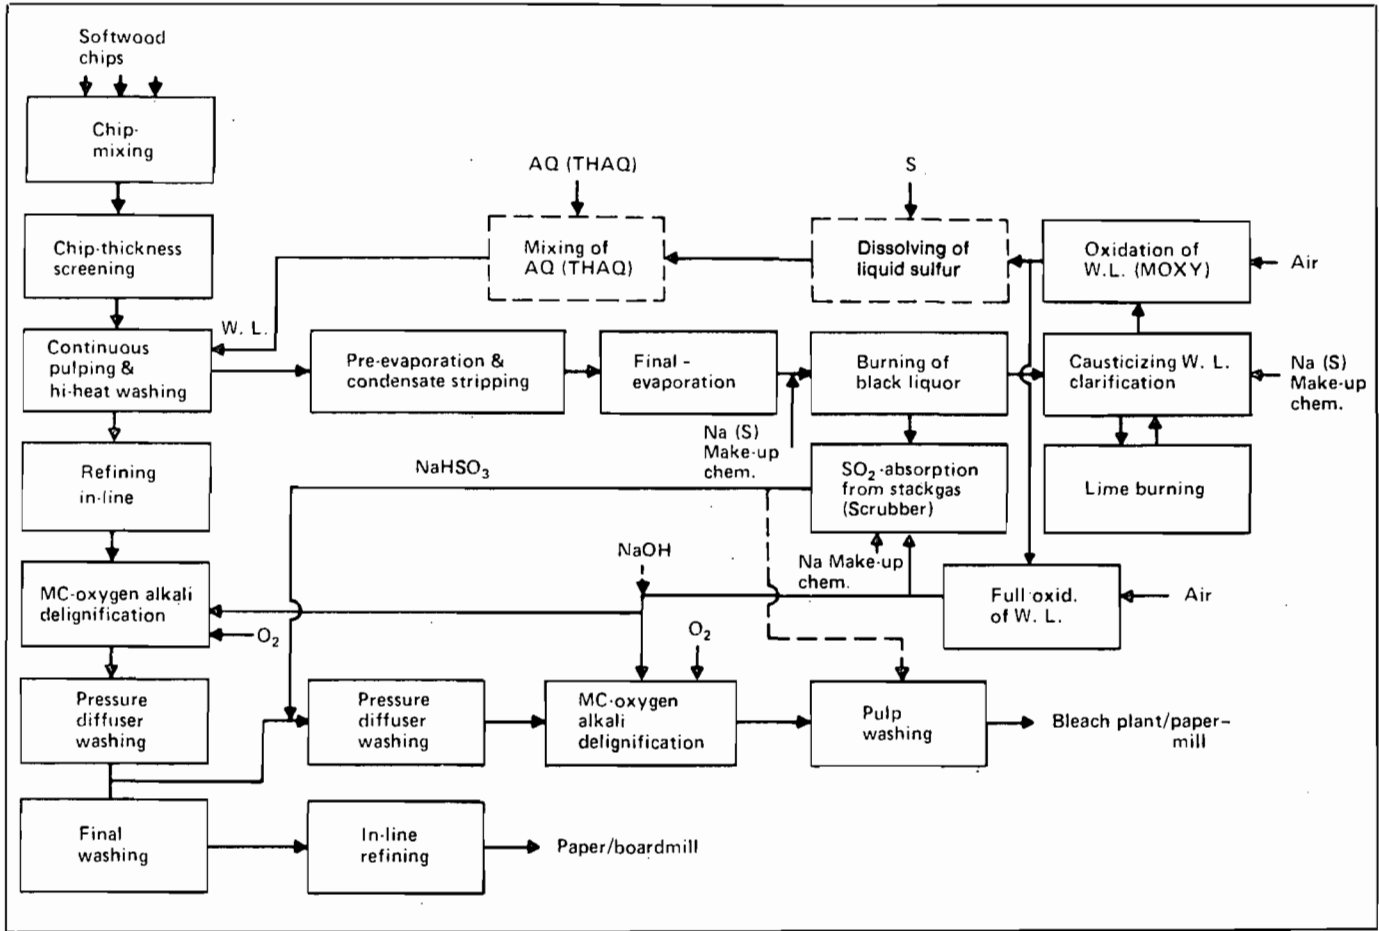 Softwood
chips
Chip-
mixing
AQ (THAQ)
S
Chip-thickness
screening
Mixing of
AQ (THAQ)
Dissolving of
liquid sulfur
Oxidation of
W.L. (MOXY)
Air
W. L.
Continuous
pulping &
hi-heat washing
Pre-evaporation &
condensate stripping
Final -
evaporation
Burning of
black liquor
Causticizing W. L.
clarification
Na (S)
Make-up
chem.
Na (S)
Make-up
chem.
Refining
in-line
NaHSO₃
SO₂-absorption
from stackgas
(Scrubber)
Lime burning
NaOH
Na Make-up
chem.
MC-oxygen alkali
delignification
O₂
O₂
Full oxid.
of W. L.
Air
Pressure
diffuser
washing
Pressure
diffuser
washing
MC-oxygen
alkali
delignification
Pulp
washing
Bleach plant/paper-
mill
Final
washing
In-line
refining
Paper/boardmill